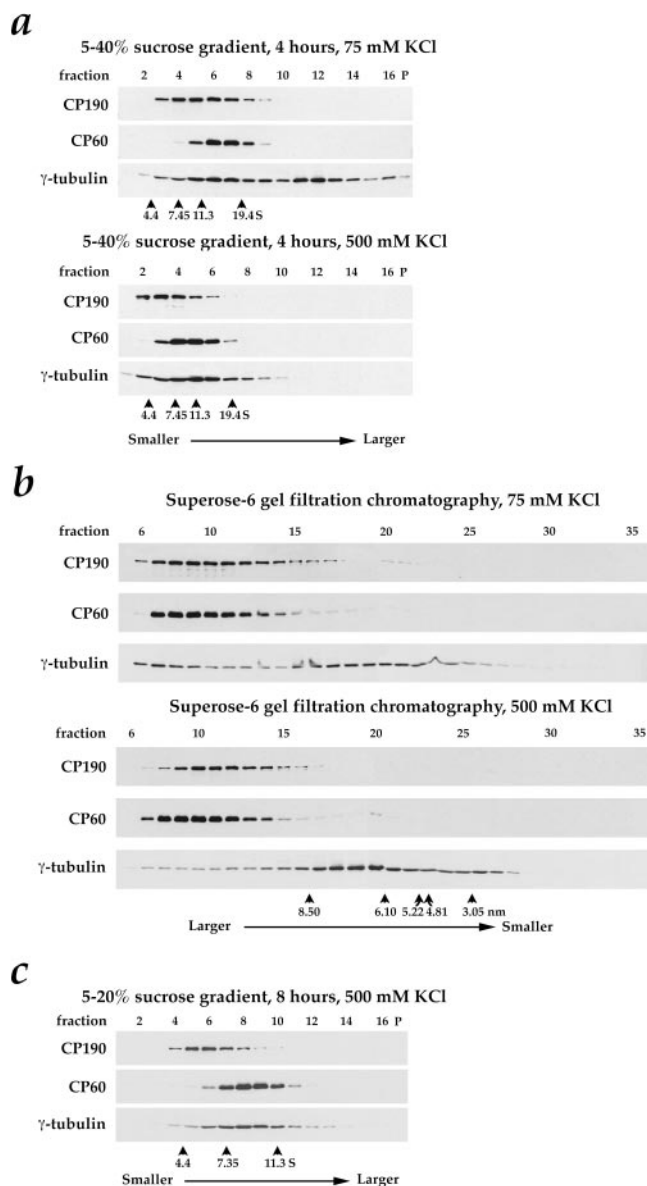 a
5-40% sucrose gradient, 4 hours, 75 mM KCl
fraction 2 4 6 8 10 12 14 16 P
CP190
CP60
γ-tubulin
4.4 7.45 11.3 19.4 S
5-40% sucrose gradient, 4 hours, 500 mM KCl
fraction 2 4 6 8 10 12 14 16 P
CP190
CP60
γ-tubulin
4.4 7.45 11.3 19.4 S
Smaller Larger
b
Superose-6 gel filtration chromatography, 75 mM KCl
fraction 6 10 15 20 25 30 35
CP190
CP60
γ-tubulin
Superose-6 gel filtration chromatography, 500 mM KCl
fraction 6 10 15 20 25 30 35
CP190
CP60
γ-tubulin
8.50 6.10 5.22 4.81 3.05 nm
Larger Smaller
c
5-20% sucrose gradient, 8 hours, 500 mM KCl
fraction 2 4 6 8 10 12 14 16 P
CP190
CP60
γ-tubulin
4.4 7.35 11.3 S
Smaller Larger